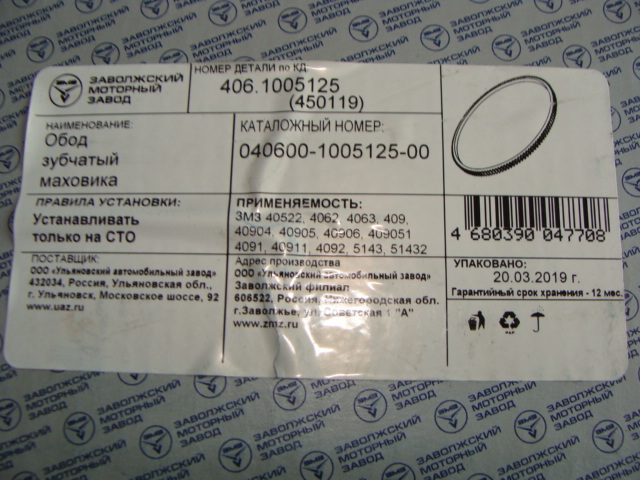 ЗАВОЛЖСКИЙ
МОТОРНЫЙ
ЗАВОД
НОМЕР ДЕТАЛИ по КД
406.1005125
(450119)
НАИМЕНОВАНИЕ:
Обод
зубчатый
маховика
КАТАЛОЖНЫЙ НОМЕР:
040600-1005125-00
ПРАВИЛА УСТАНОВКИ:
Устанавливать
только на СТО
ПРИМЕНЯЕМОСТЬ:
ЗМЗ 40522, 4062, 4063, 409,
40904, 40905, 40906, 409051
4091, 40911, 4092, 5143, 51432
4 680390 047708
ПОСТАВЩИК:
ООО «Ульяновский автомобильный завод»
432034, Россия, Ульяновская обл.,
г. Ульяновск, Московское шоссе, 92
www.uaz.ru
Адрес производства
ООО «Ульяновский автомобильный завод»
Заволжский филиал
606522, Россия, Нижегородская обл.
г.Заволжье, ул.Советская 1 "А"
www.zmz.ru
УПАКОВАНО:
20.03.2019 г.
Гарантийный срок хранения - 12 мес.
ЗАВОЛЖСКИЙ
МОТОРНЫЙ
ЗАВОД